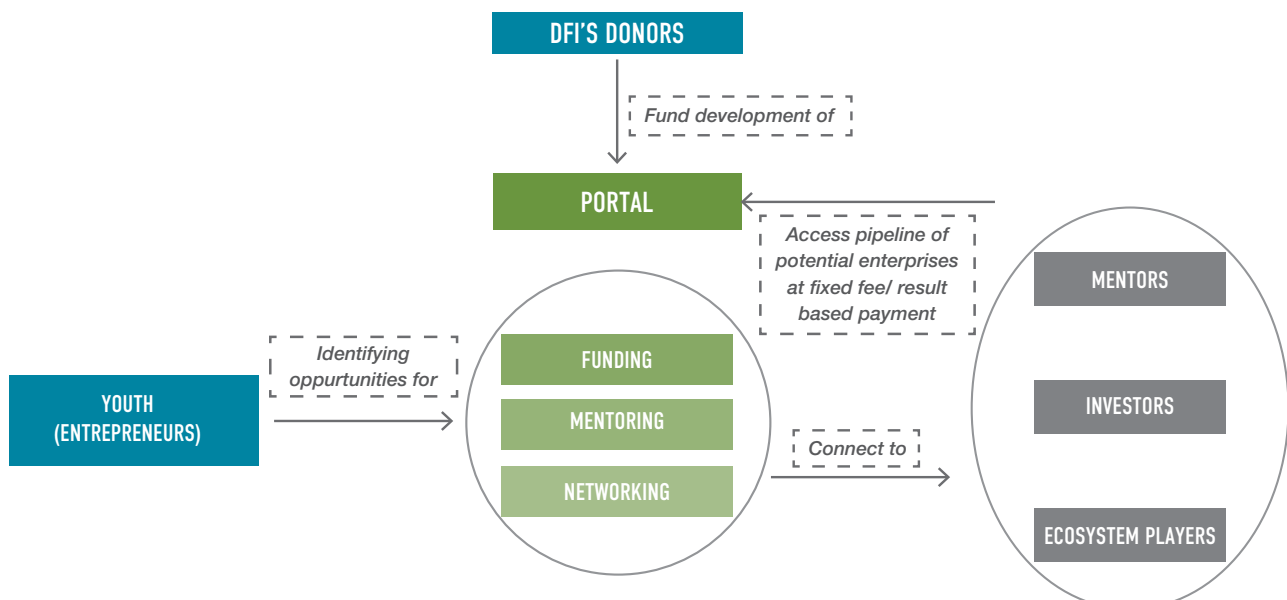 DFI'S DONORS
Fund development of
PORTAL
Access pipeline of
potential enterprises
at fixed fee/ result
based payment
MENTORS
Identifying
oppurtunities for
FUNDING
YOUTH
(ENTREPRENEURS)
MENTORING
INVESTORS
Connect to
NETWORKING
ECOSYSTEM PLAYERS